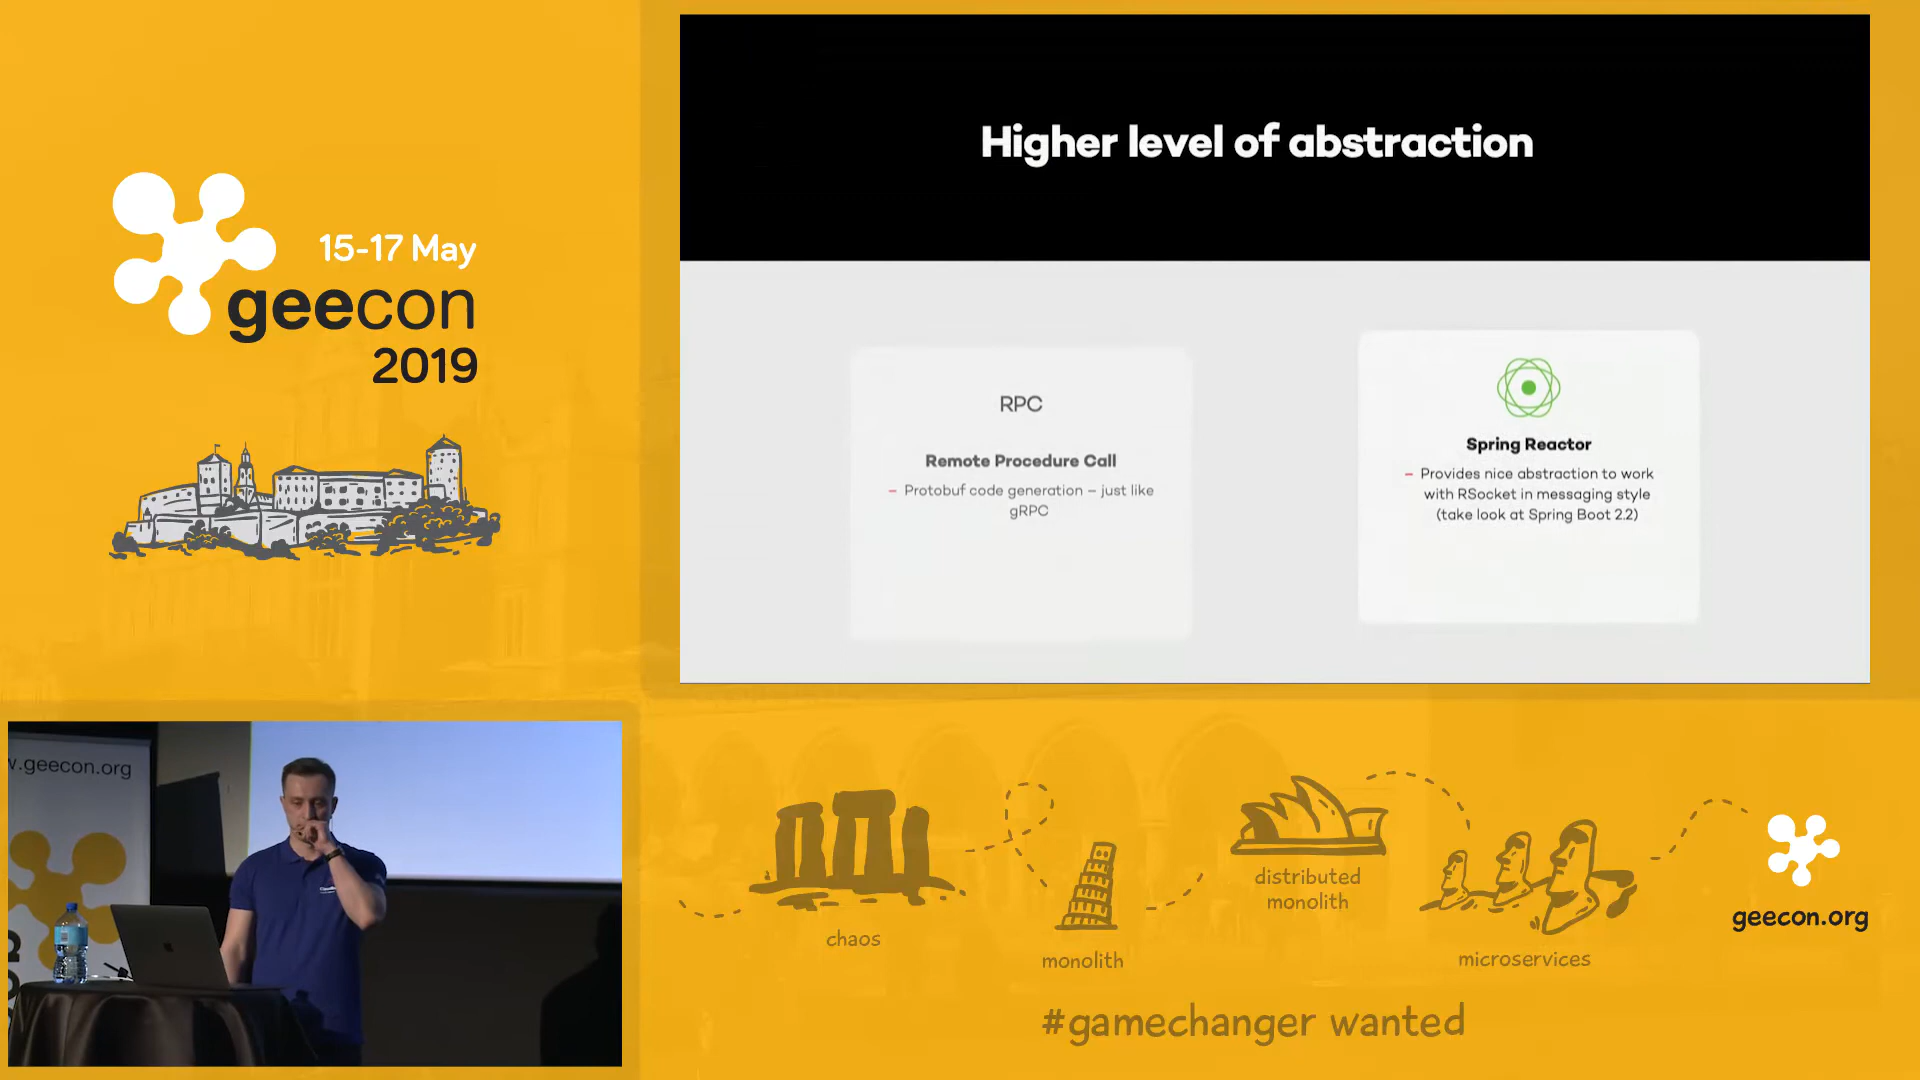 15-17 May
geecon
2019
Higher level of abstraction
RPC
Remote Procedure Call
– Protobuf code generation – just like
gRPC
Spring Reactor
– Provides nice abstraction to work
with RSocket in messaging style
(take look at Spring Boot 2.2)
w.geecon.org
chaos
monolith
distributed
monolith
microservices
geecon.org
#gamechanger wanted